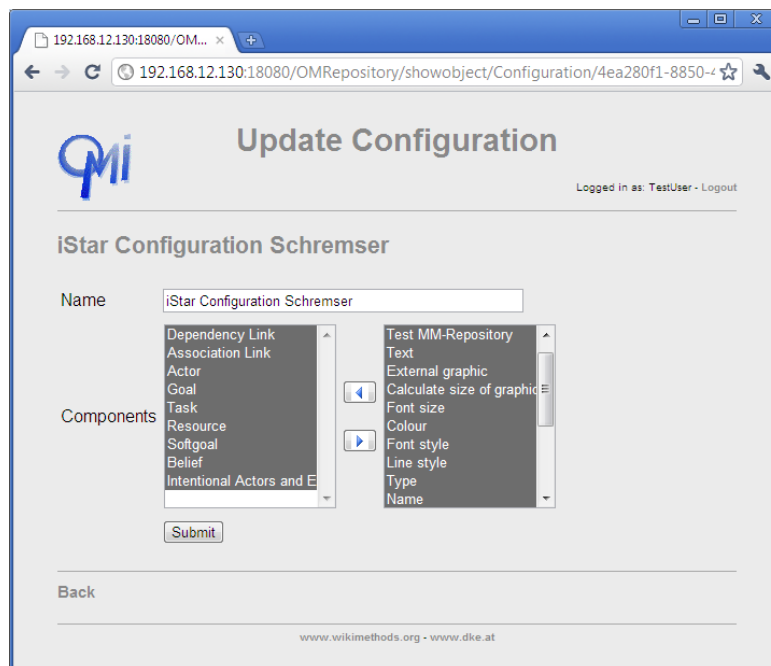 192.168.12.130:18080/OM...
192.168.12.130:18080/OMRepository/showobject/Configuration/4ea280f1-8850-4
OMi
Update Configuration
Logged in as: TestUser - Logout
iStar Configuration Schremser
Name
iStar Configuration Schremser
Components
Dependency Link
Association Link
Actor
Goal
Task
Resource
Softgoal
Belief
Intentional Actors and E
Test MM-Repository
Text
External graphic
Calculate size of graphic
Font size
Colour
Font style
Line style
Type
Name
Submit
Back
www.wikimethods.org - www.dke.at